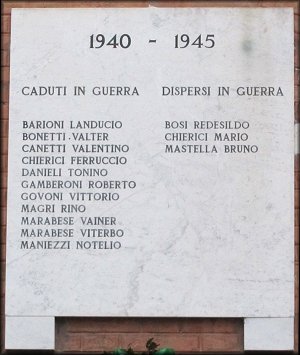 1940 - 1945
CADUTI IN GUERRA
BARIONI LANDUCIO
BONETTI VALTER
CANETTI VALENTINO
CHIERICI FERRUCCIO
DANIELI TONINO
GAMBERONI ROBERTO
GOVONI VITTORIO
MAGRI RINO
MARABESE VAINER
MARABESE VITERBO
MANIEZZI NOTELIO
DISPERSI IN GUERRA
BOSI REDESILDO
CHIERICI MARIO
MASTELLA BRUNO